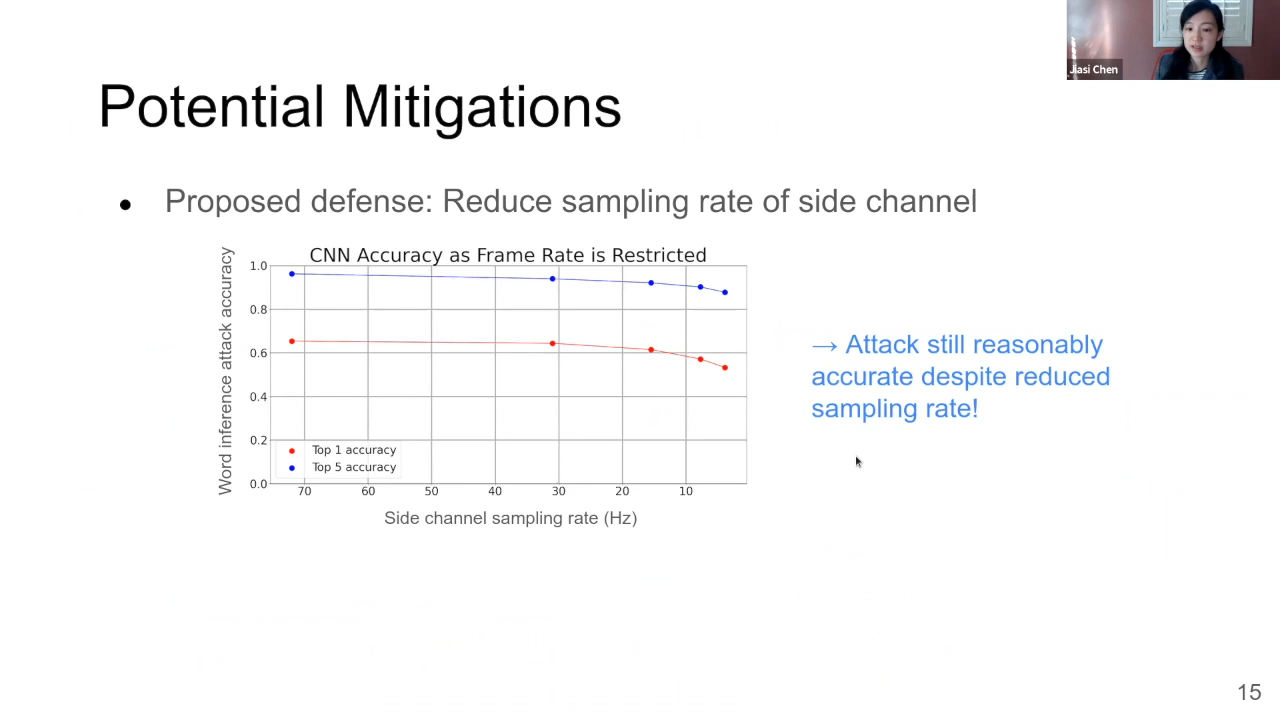 Jiasi Chen
Potential Mitigations
● Proposed defense: Reduce sampling rate of side channel
CNN Accuracy as Frame Rate is Restricted
Word inference attack accuracy
1.0
0.8
0.6
0.4
0.2
0.0
Top 1 accuracy
Top 5 accuracy
70 60 50 40 30 20 10
Side channel sampling rate (Hz)
→ Attack still reasonably
accurate despite reduced
sampling rate!
15